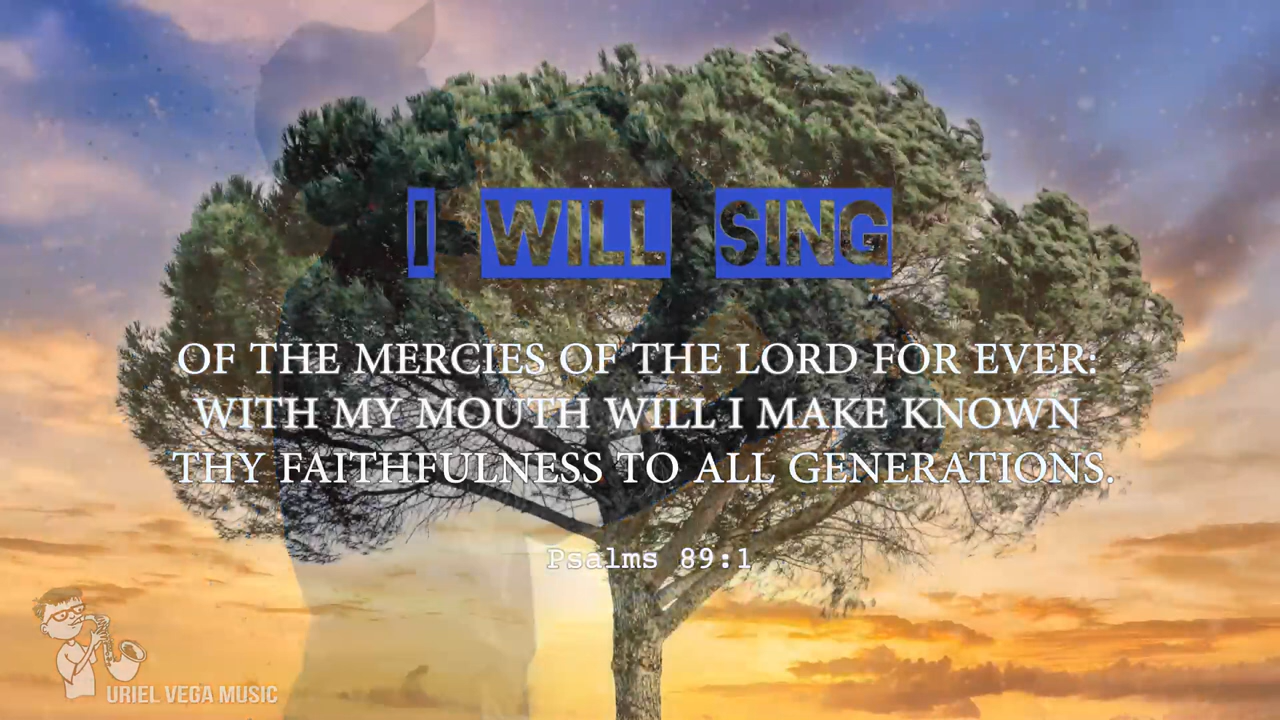 I WILL SING
OF THE MERCIES OF THE LORD FOR EVER:
WITH MY MOUTH WILL I MAKE KNOWN
THY FAITHFULNESS TO ALL GENERATIONS.
Psalms 89:1
URIEL VEGA MUSIC